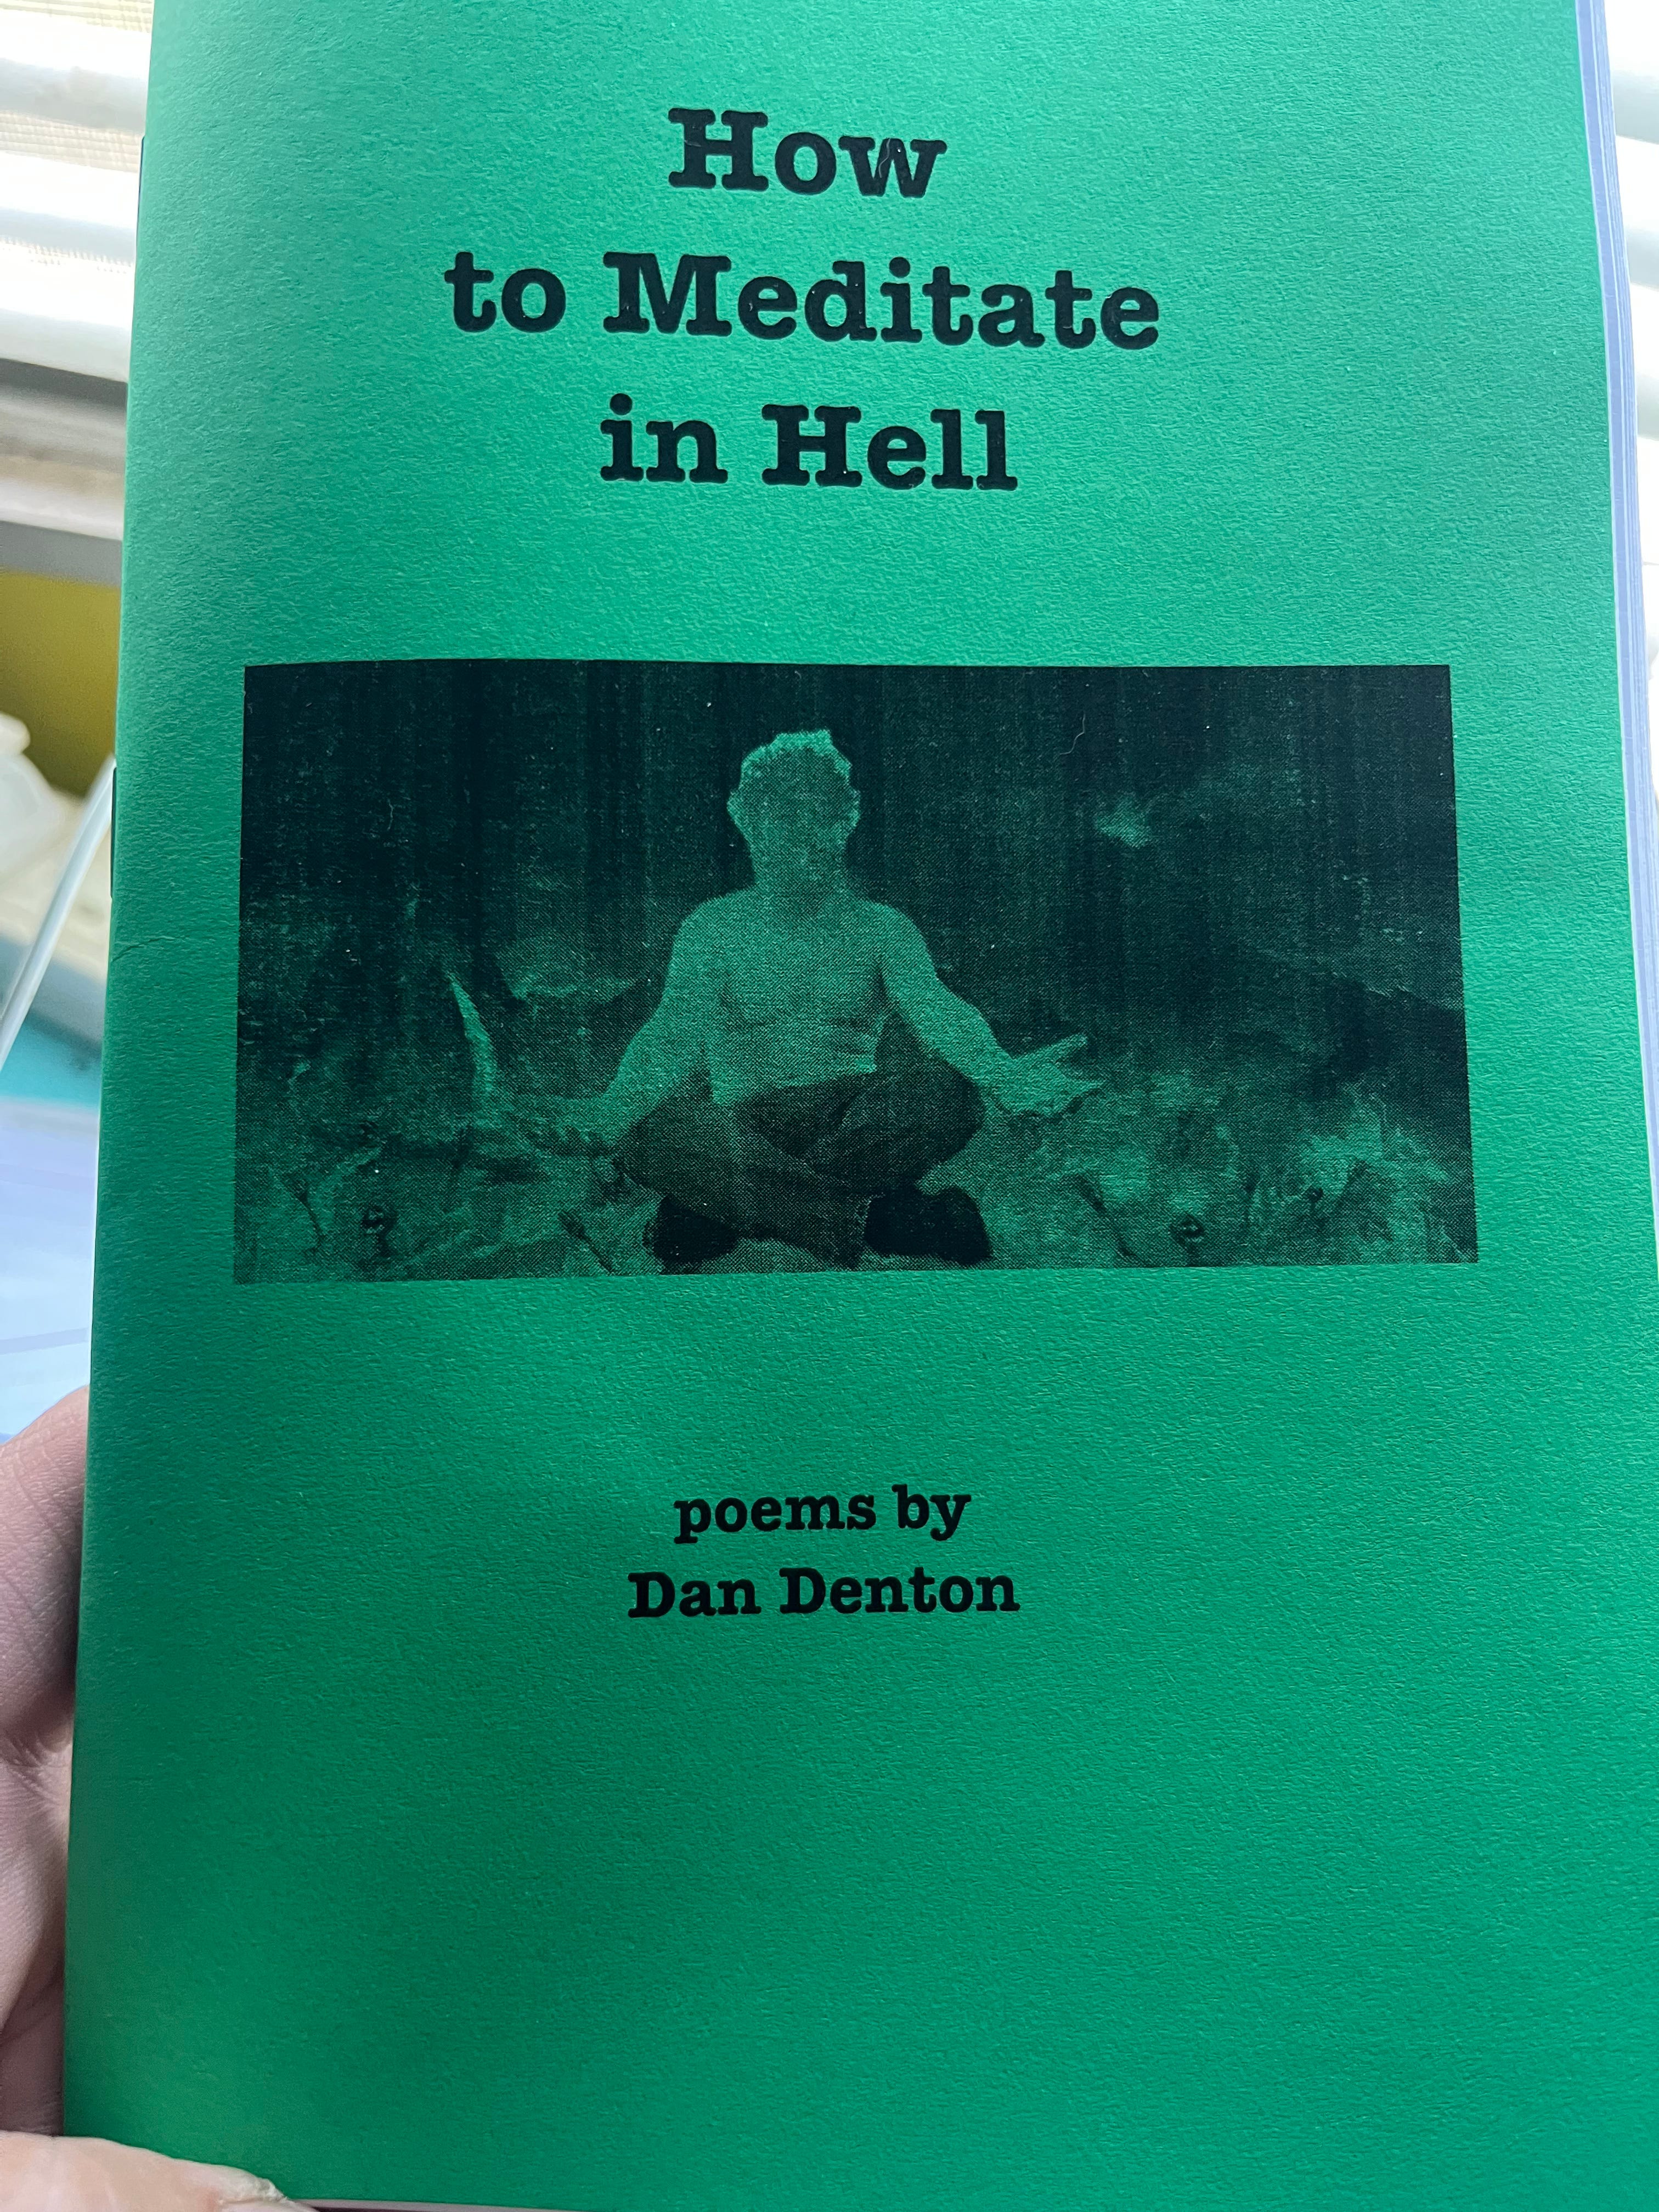 How
to Meditate
in Hell
poems by
Dan Denton